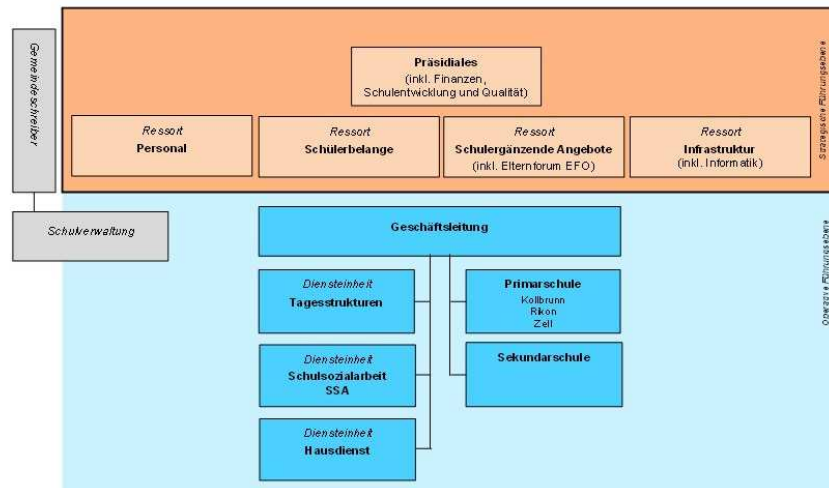 Gemeindeschreiber
Präsidiales
(inkl. Finanzen,
Schulentwicklung und Qualität)
Strategische Führungsebene
Ressort
Personal
Ressort
Schülerbelange
Ressort
Schulergänzende Angebote
(inkl. Elternforum EFO)
Ressort
Infrastruktur
(inkl. Informatik)
Schulverwaltung
Geschäftsleitung
Operative Führungsebene
Diensteinheit
Tagesstrukturen
Primarschule
Kollbrunn
Rikon
Zell
Diensteinheit
Schulsozialarbeit
SSA
Sekundarschule
Diensteinheit
Hausdienst